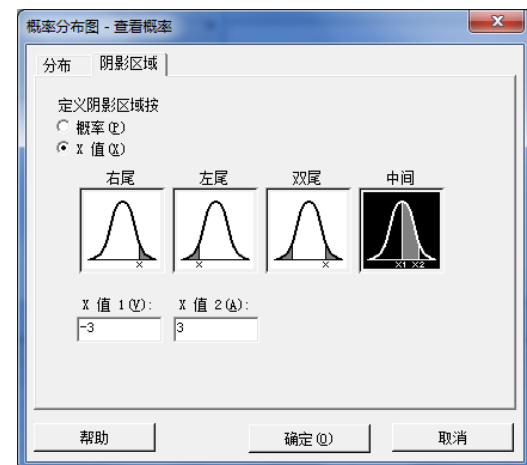 概率分布图 - 查看概率
分布 阴影区域
定义阴影区域按
概率(P)
X 值(X)
右尾 左尾 双尾 中间
X X X X1 X2
X 值 1(V): X 值 2(A):
-3 3
帮助 确定(O) 取消